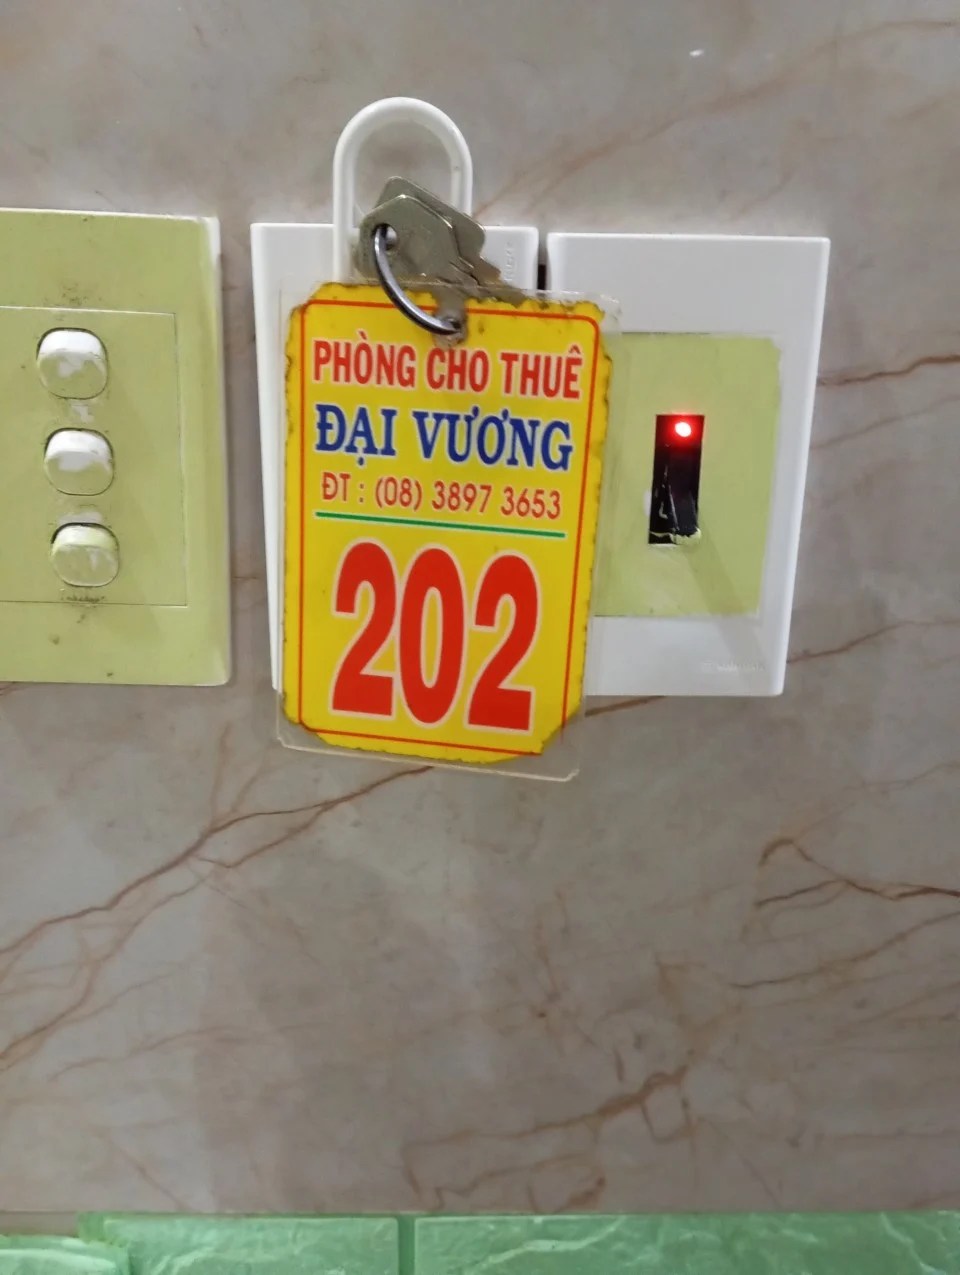 PHÒNG CHO THUÊ
ĐẠI VƯƠNG
ĐT : (08) 3897 3653
202